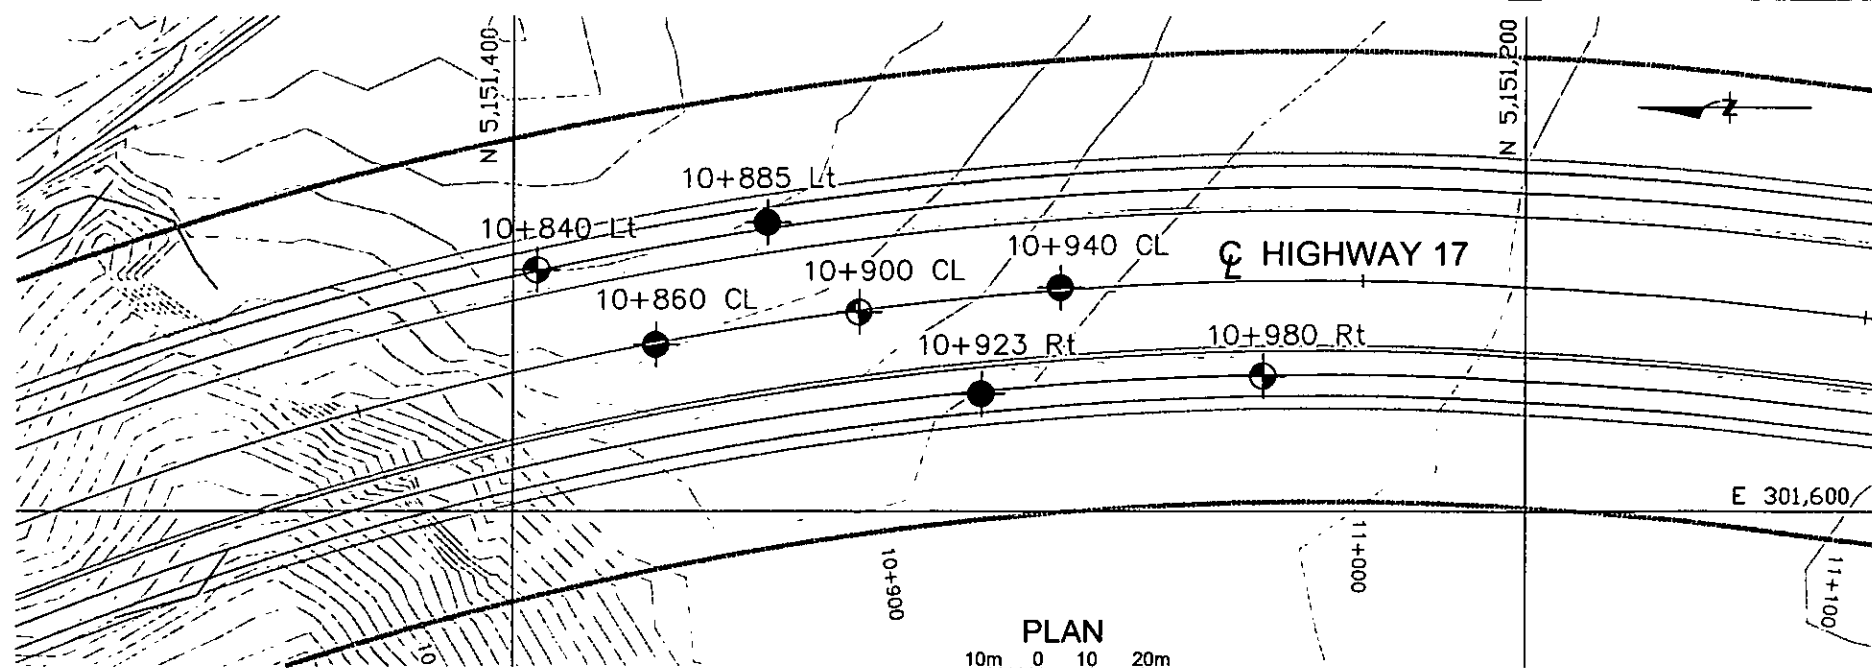 N 5,151,400
N 5,151,200
Z
10+885 Lt
10+840 Lt
10+940 CL
℄ HIGHWAY 17
10+900 CL
10+860 CL
10+923 Rt
10+980 Rt
E 301,600
10+900
11+000
11+100
10
PLAN
10m 0 10 20m